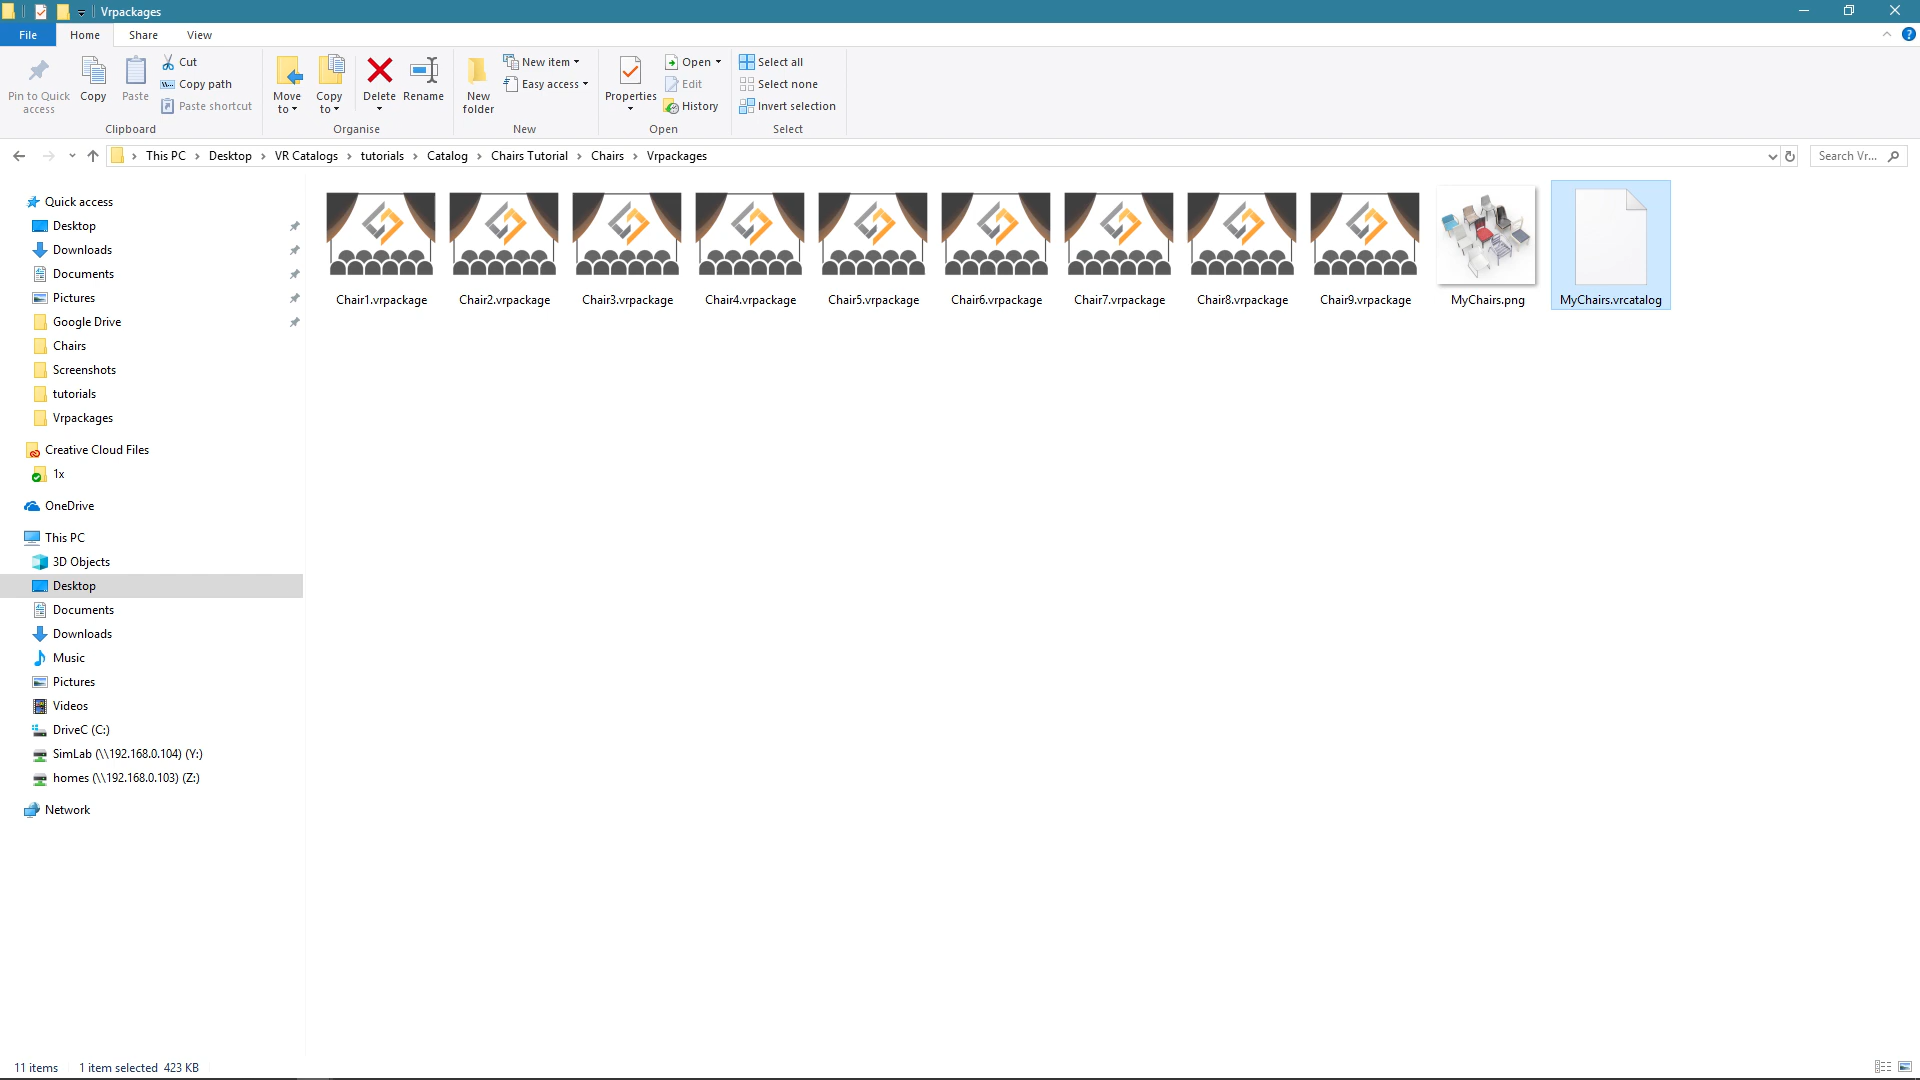 Vrpackages
File Home Share View
Pin to Quick access
Copy
Paste
Cut
Copy path
Paste shortcut
Clipboard
Move to
Copy to
Delete
Rename
Organise
New folder
New item
Easy access
New
Properties
Open
Edit
History
Open
Select all
Select none
Invert selection
Select
This PC > Desktop > VR Catalogs > tutorials > Catalog > Chairs Tutorial > Chairs > Vrpackages
Search Vr...
Quick access
Desktop
Downloads
Documents
Pictures
Google Drive
Chairs
Screenshots
tutorials
Vrpackages
Creative Cloud Files
1x
OneDrive
This PC
3D Objects
Desktop
Documents
Downloads
Music
Pictures
Videos
DriveC (C:)
SimLab (\\192.168.0.104) (Y:)
homes (\\192.168.0.103) (Z:)
Network
Chair1.vrpackage
Chair2.vrpackage
Chair3.vrpackage
Chair4.vrpackage
Chair5.vrpackage
Chair6.vrpackage
Chair7.vrpackage
Chair8.vrpackage
Chair9.vrpackage
MyChairs.png
MyChairs.vrcatalog
11 items 1 item selected 423 KB